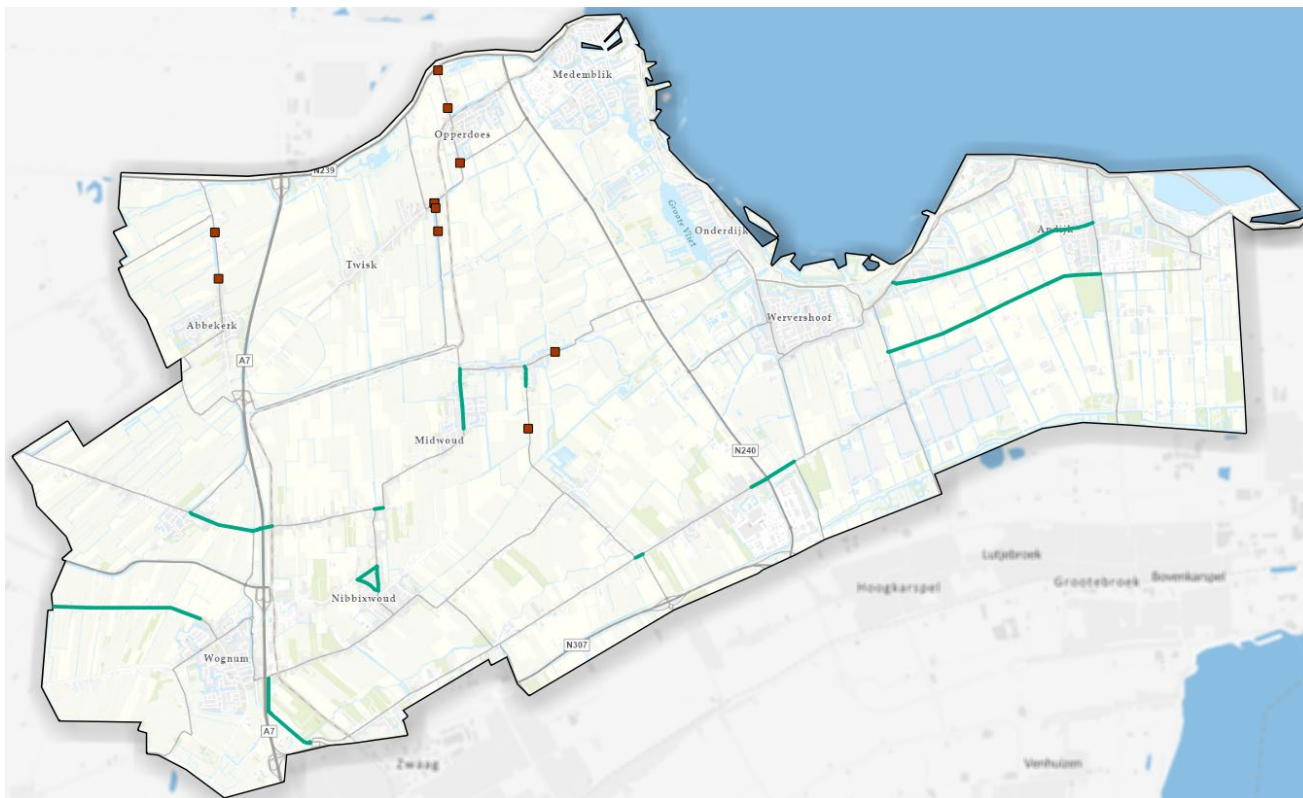 Medemblik
Opperdoes
N239
Groote Vliet
Onderdijk
Andijk
Twisk
Abbekerk
Wervershoof
A7
Midwoud
N240
Lutjebroek
Hoogkarspel
Grootebroek
Bovenkarspel
Nibbixwoud
N307
Wognum
A7
Zwaag
Venhuizen